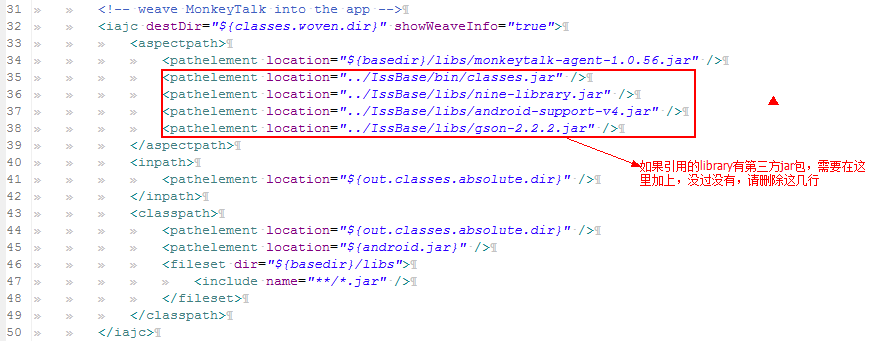 31 <!-- weave MonkeyTalk into the app -->
32 <iajc destDir="${classes.woven.dir}" showWeaveInfo="true">
33 <aspectpath>
34 <pathelement location="${basedir}/libs/monkeytalk-agent-1.0.56.jar" />
35 <pathelement location="../IssBase/bin/classes.jar" />
36 <pathelement location="../IssBase/libs/nine-library.jar" />
37 <pathelement location="../IssBase/libs/android-support-v4.jar" />
38 <pathelement location="../IssBase/libs/gson-2.2.2.jar" />
39 </aspectpath>
40 <inpath>
41 <pathelement location="${out.classes.absolute.dir}" />
42 </inpath>
43 <classpath>
44 <pathelement location="${out.classes.absolute.dir}" />
45 <pathelement location="${android.jar}" />
46 <fileset dir="${basedir}/libs">
47 <include name="**/*.jar" />
48 </fileset>
49 </classpath>
50 </iajc>
如果引用的library有第三方jar包，需要在这
里加上，没过没有，请删除这几行